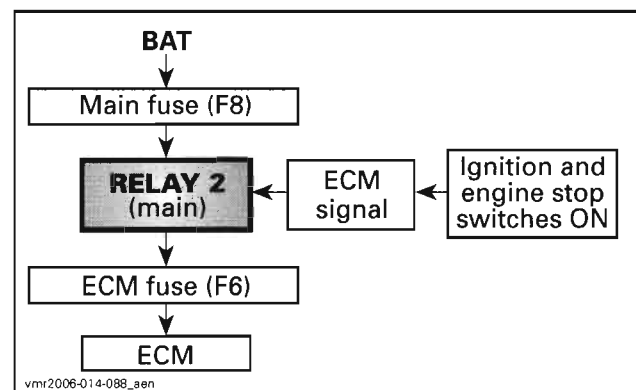 BAT
Main fuse (F8)
RELAY 2
(main)
ECM
signal
Ignition and
engine stop
switches ON
ECM fuse (F6)
ECM
vmr2006-014-088_aen